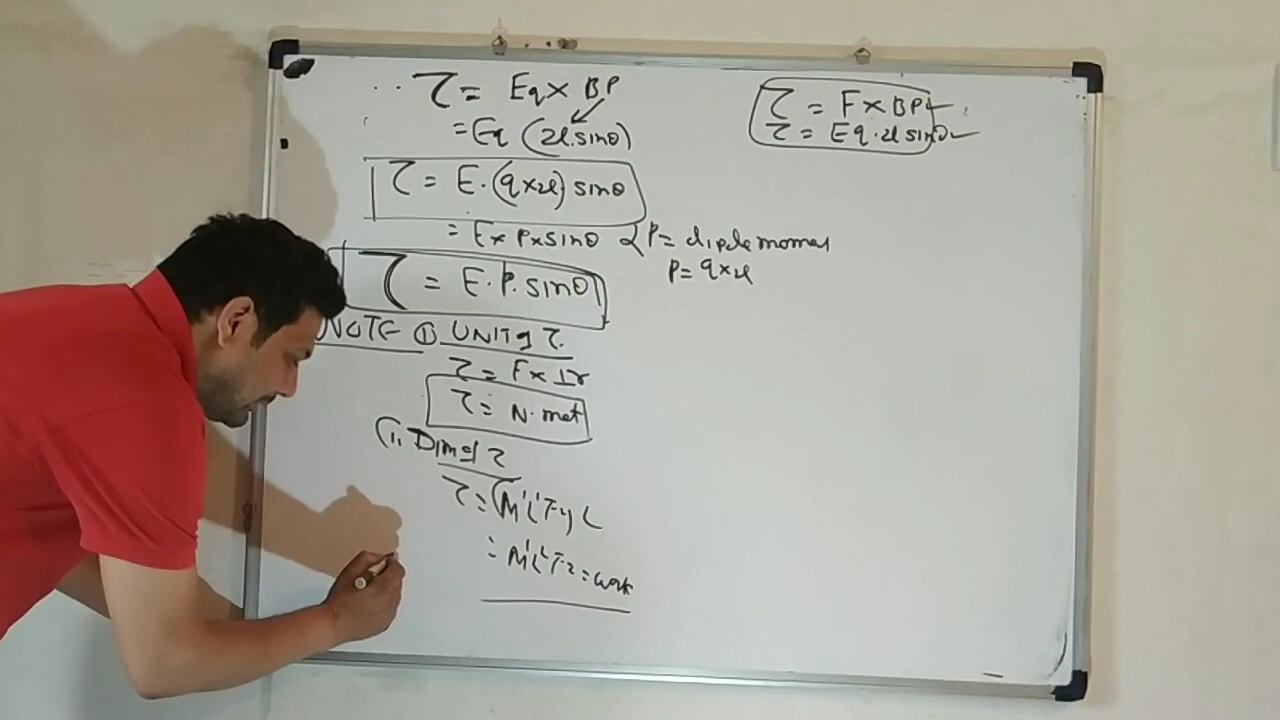 τ = Eq × BP
= Eq (2l.sinθ)
τ = E.(q×2l) sinθ
= E× P× sinθ & P= dipole moment
P= q×2l
τ = E.P. sinθ
NOTE ① UNIT of τ.
τ = F× ⊥r
τ = N.met
(ii Dim of τ
τ = (M¹L¹T-2) L
= M¹L²T-2 = work
τ = F×BP
τ = Eq.2l sinθ